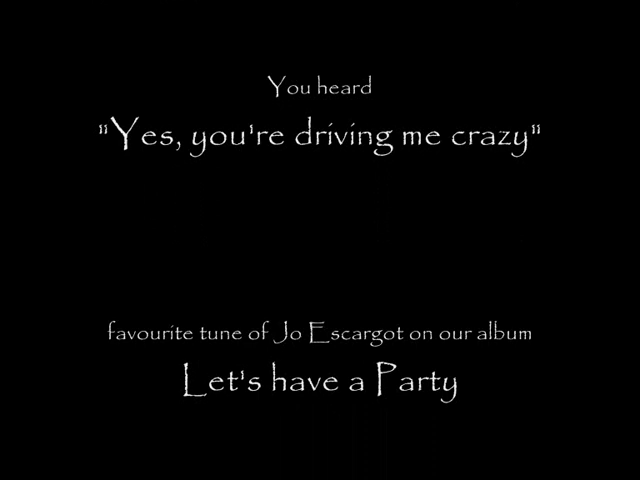 You heard
"Yes, you're driving me crazy"
favourite tune of Jo Escargot on our album
Let's have a Party